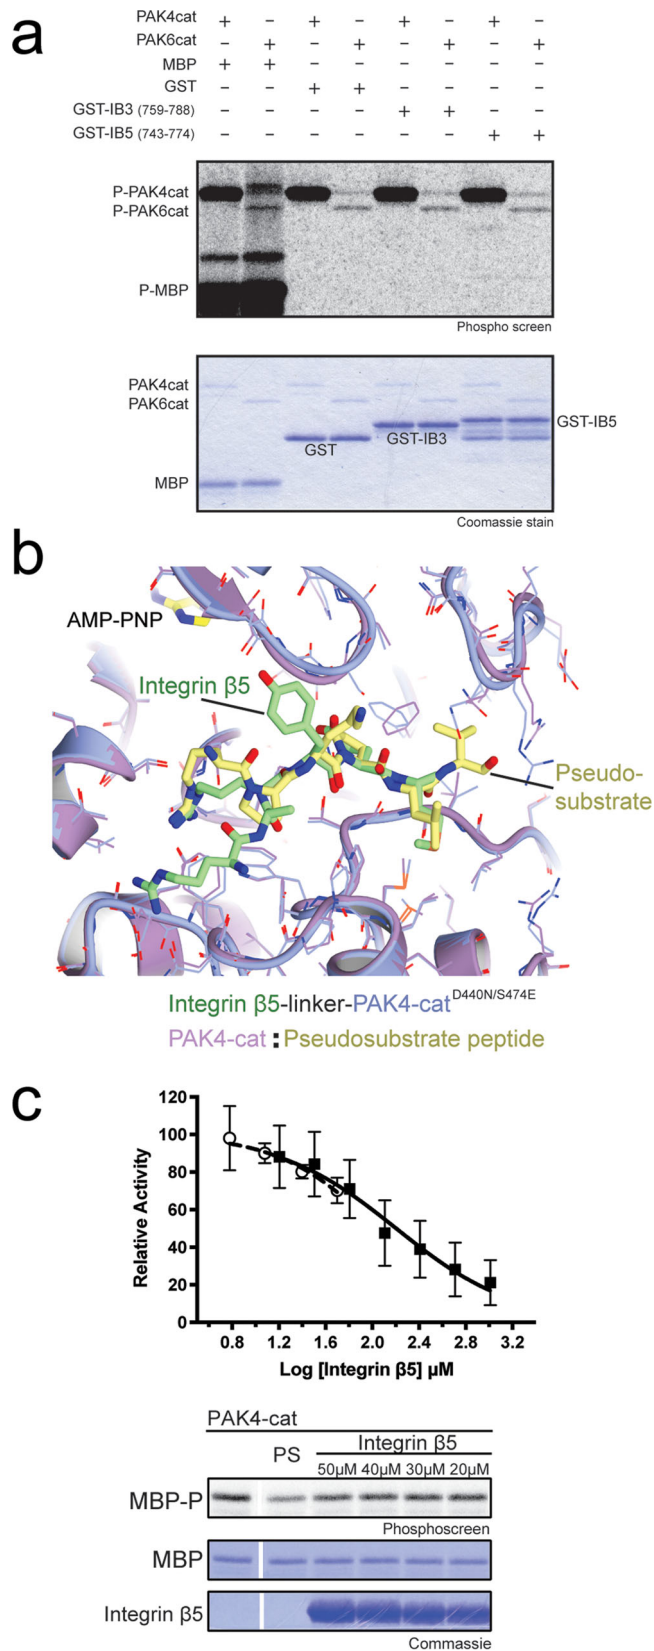 a
PAK4cat + - + - + - + -
PAK6cat - + - + - + - +
MBP + + - - - - - -
GST - - + + - - - -
GST-IB3 (759-788) - - - - + + - -
GST-IB5 (743-774) - - - - - - + +
P-PAK4cat
P-PAK6cat
P-MBP
Phospho screen
PAK4cat
PAK6cat
GST-IB5
GST
GST-IB3
MBP
Coomassie stain
b
AMP-PNP
Integrin β5
Pseudo-
substrate
Integrin β5-linker-PAK4-cat D440N/S474E
PAK4-cat : Pseudosubstrate peptide
c
Relative Activity
120
100
80
60
40
20
0
0.8 1.2 1.6 2.0 2.4 2.8 3.2
Log [Integrin β5] μM
PAK4-cat
PS
Integrin β5
50μM 40μM 30μM 20μM
MBP-P
Phosphoscreen
MBP
Integrin β5
Commassie